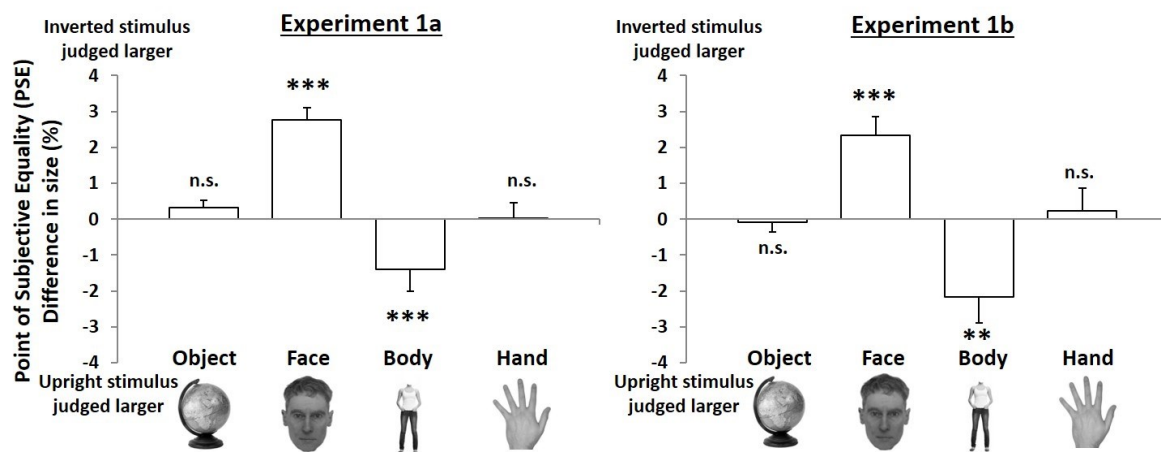 Point of Subjective Equality (PSE)
Difference in size (%)
Inverted stimulus
judged larger
Experiment 1a
4
3
2
1
0
-1
-2
-3
-4
n.s.
***
***
n.s.
Object Face Body Hand
Upright stimulus
judged larger
Inverted stimulus
judged larger
Experiment 1b
4
3
2
1
0
-1
-2
-3
-4
n.s.
***
**
n.s.
Object Face Body Hand
Upright stimulus
judged larger